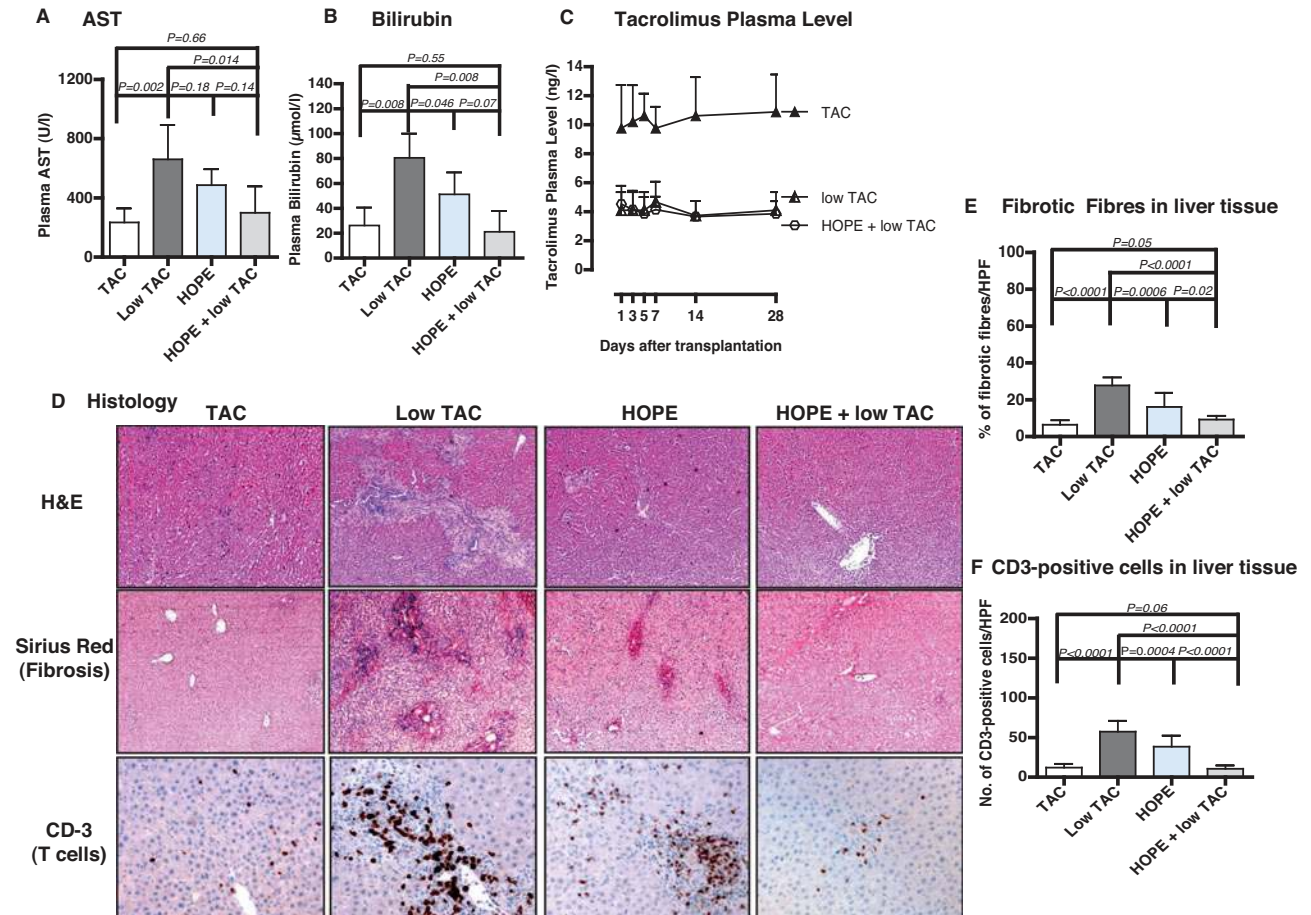 A AST
P=0.66
P=0.014
P=0.002 P=0.18 P=0.14
Plasma AST (U/l)
1200
800
400
0
TAC
Low TAC
HOPE
HOPE + low TAC
B Bilirubin
P=0.55
P=0.008
P=0.008 P=0.046 P=0.07
Plasma Bilirubin (µmol/l)
140
120
100
80
60
40
20
0
TAC
Low TAC
HOPE
HOPE + low TAC
C Tacrolimus Plasma Level
Tacrolimus Plasma Level (ng/l)
14
12
10
8
6
4
2
0
TAC
low TAC
HOPE + low TAC
1 3 5 7 14 28
Days after transplantation
D Histology
TAC Low TAC HOPE HOPE + low TAC
H&E
Sirius Red
(Fibrosis)
CD-3
(T cells)
E Fibrotic Fibres in liver tissue
P=0.05
P<0.0001
P<0.0001 P=0.0006 P=0.02
% of fibrotic fibres/HPF
100
80
60
40
20
0
TAC
Low TAC
HOPE
HOPE + low TAC
F CD3-positive cells in liver tissue
P=0.06
P<0.0001
P<0.0001 P=0.0004 P<0.0001
No. of CD3-positive cells/HPF
200
150
100
50
0
TAC
Low TAC
HOPE
HOPE + low TAC